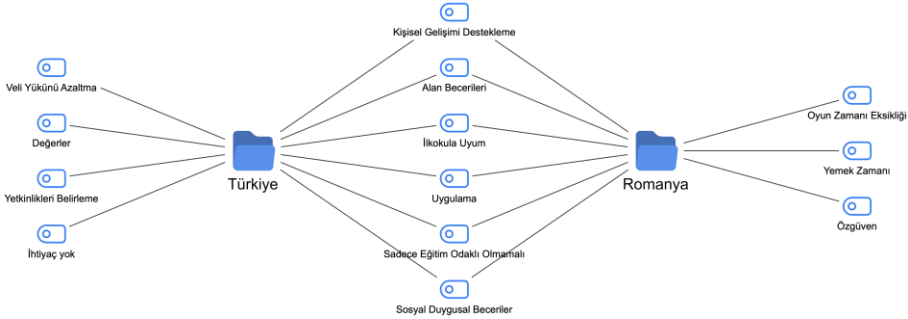 Kişisel Gelişimi Destekleme
Veli Yükünü Azaltma
Alan Becerileri
Oyun Zamanı Eksikliği
Değerler
İlkokula Uyum
Yemek Zamanı
Türkiye
Romanya
Yetkinlikleri Belirleme
Uygulama
Özgüven
İhtiyaç yok
Sadece Eğitim Odaklı Olmamalı
Sosyal Duygusal Beceriler